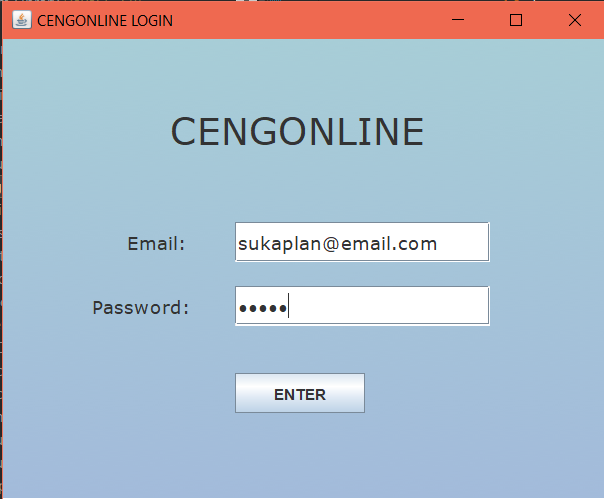 CENGONLINE LOGIN
CENGONLINE
Email: sukaplan@email.com
Password: •••••
ENTER